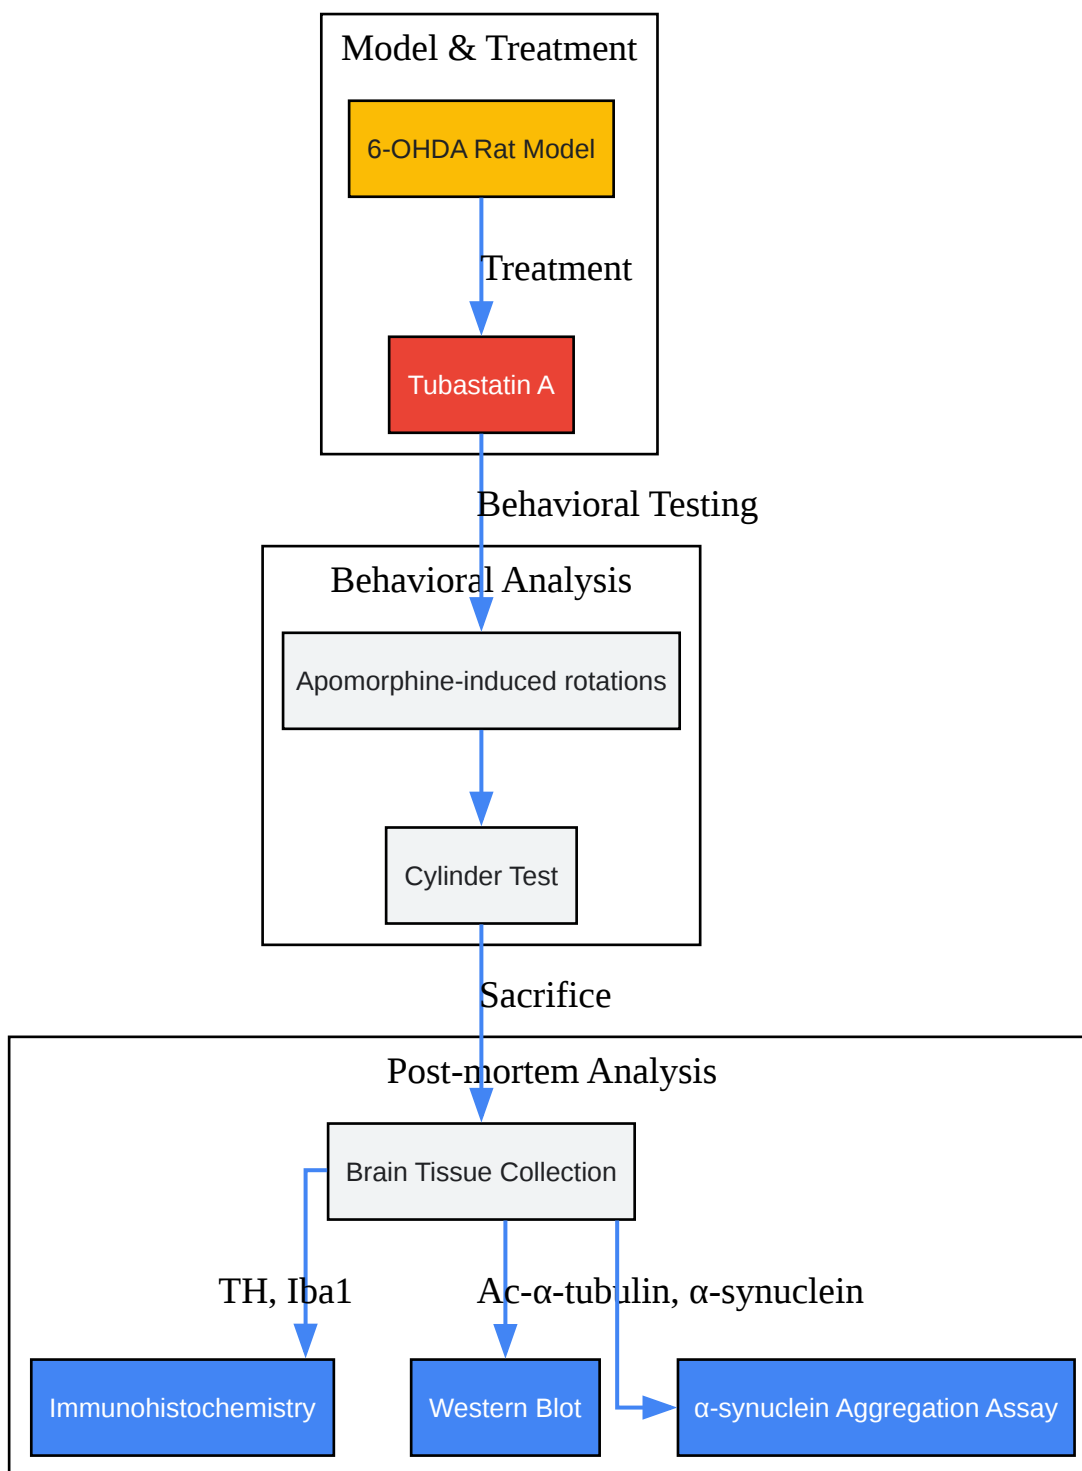 Model & Treatment
6-OHDA Rat Model
Treatment
Tubastatin A
Behavioral Testing
Behavioral Analysis
Apomorphine-induced rotations
Cylinder Test
Sacrifice
Post-mortem Analysis
Brain Tissue Collection
TH, Iba1
Ac-α-tubulin, α-synuclein
Immunohistochemistry
Western Blot
α-synuclein Aggregation Assay